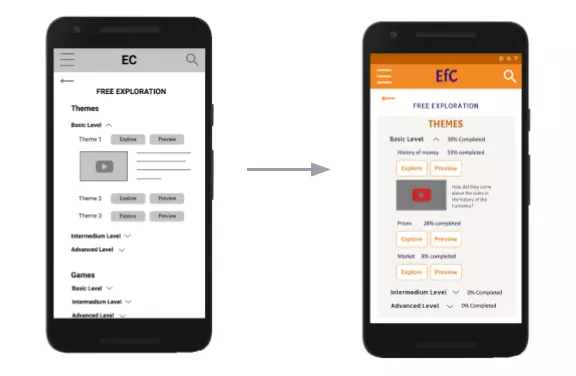 EC
FREE EXPLORATION
Themes
Basic Level
Theme 1 Explore Preview
Theme 2 Explore Preview
Theme 3 Explore Preview
Intermedium Level
Advanced Level
Games
Basic Level
Intermedium Level
Advanced Level
EfC
FREE EXPLORATION
THEMES
Basic Level 39% Completed
History of money 59% completed
Explore Preview
How did they come
about the coins in
the history of the
humanity?
Prices 28% completed
Explore Preview
Market 8% completed
Explore Preview
Intermedium Level 0% Completed
Advanced Level 0% Completed